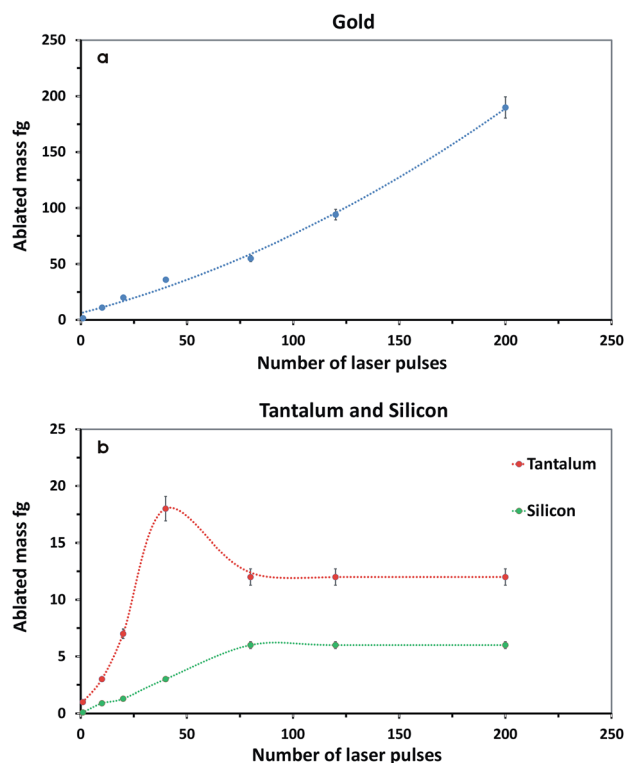 Gold
a
250
200
150
100
50
0
Ablated mass fg
0 50 100 150 200 250
Number of laser pulses
Tantalum and Silicon
b
25
20
15
10
5
0
Ablated mass fg
Tantalum
Silicon
0 50 100 150 200 250
Number of laser pulses